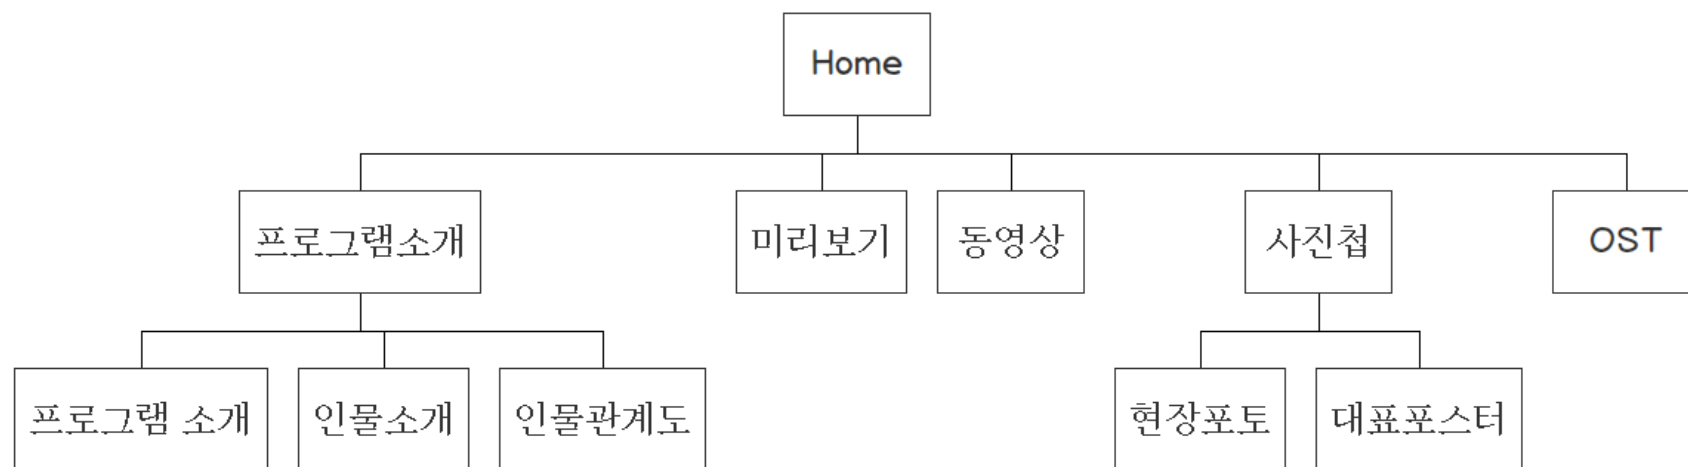 Home
프로그램소개
미리보기
동영상
사진첩
OST
프로그램 소개
인물소개
인물관계도
현장포토
대표포스터